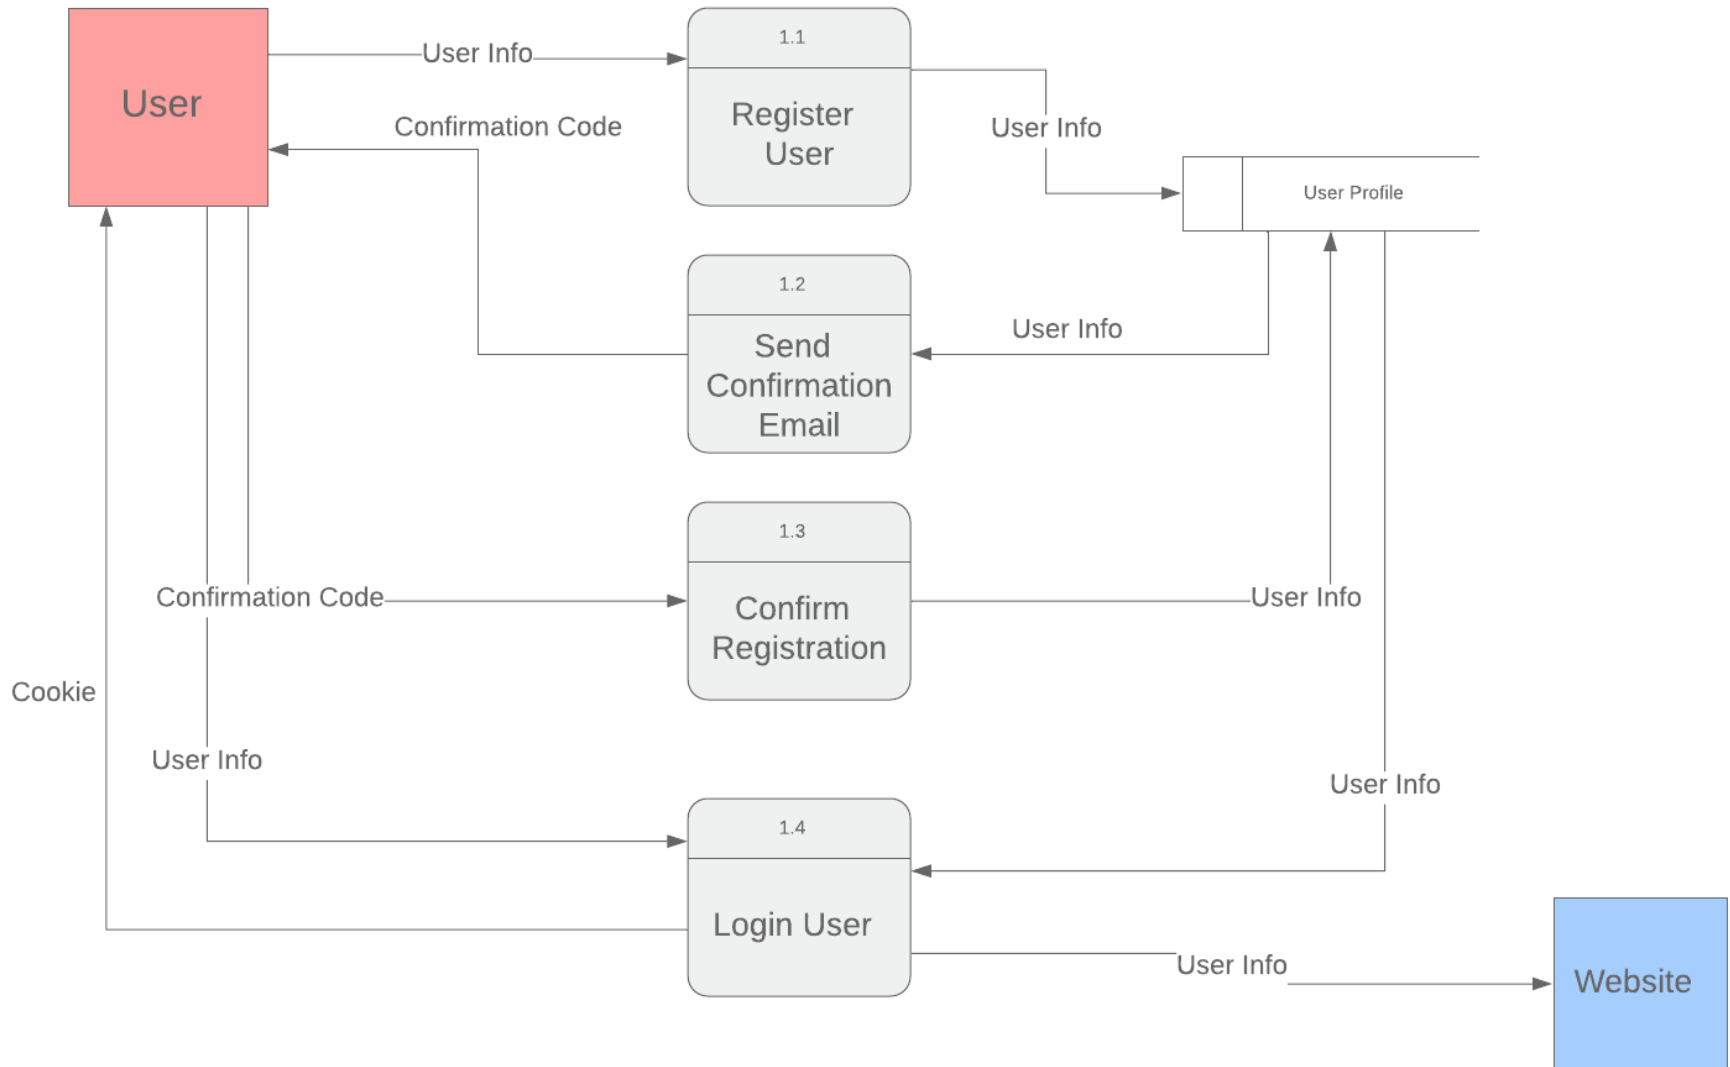 User
User Info
1.1
Register
User
User Info
Confirmation Code
User Profile
1.2
Send
Confirmation
Email
User Info
1.3
Confirm
Registration
Confirmation Code
User Info
Cookie
User Info
User Info
1.4
Login User
User Info
Website